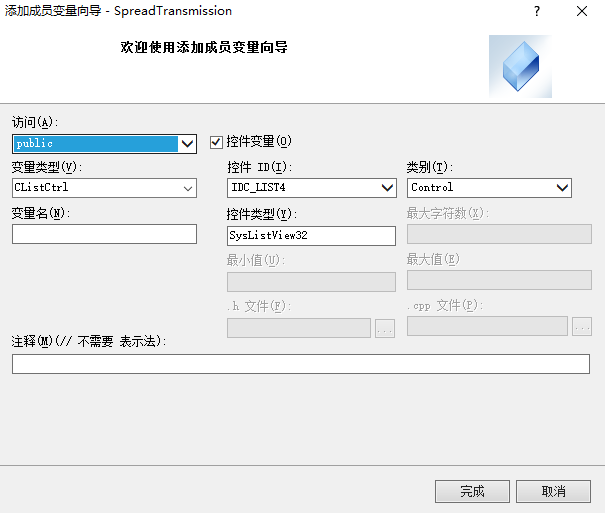 添加成员变量向导 - SpreadTransmission
?
欢迎使用添加成员变量向导
访问(A):
public
控件变量(O)
变量类型(V):
控件 ID(I):
类别(T):
CListCtrl
IDC_LIST4
Control
变量名(N):
控件类型(Y):
最大字符数(X):
SysListView32
最小值(U):
最大值(E)
.h 文件(F):
.cpp 文件(P):
...
...
注释(M)(// 不需要 表示法):
完成
取消